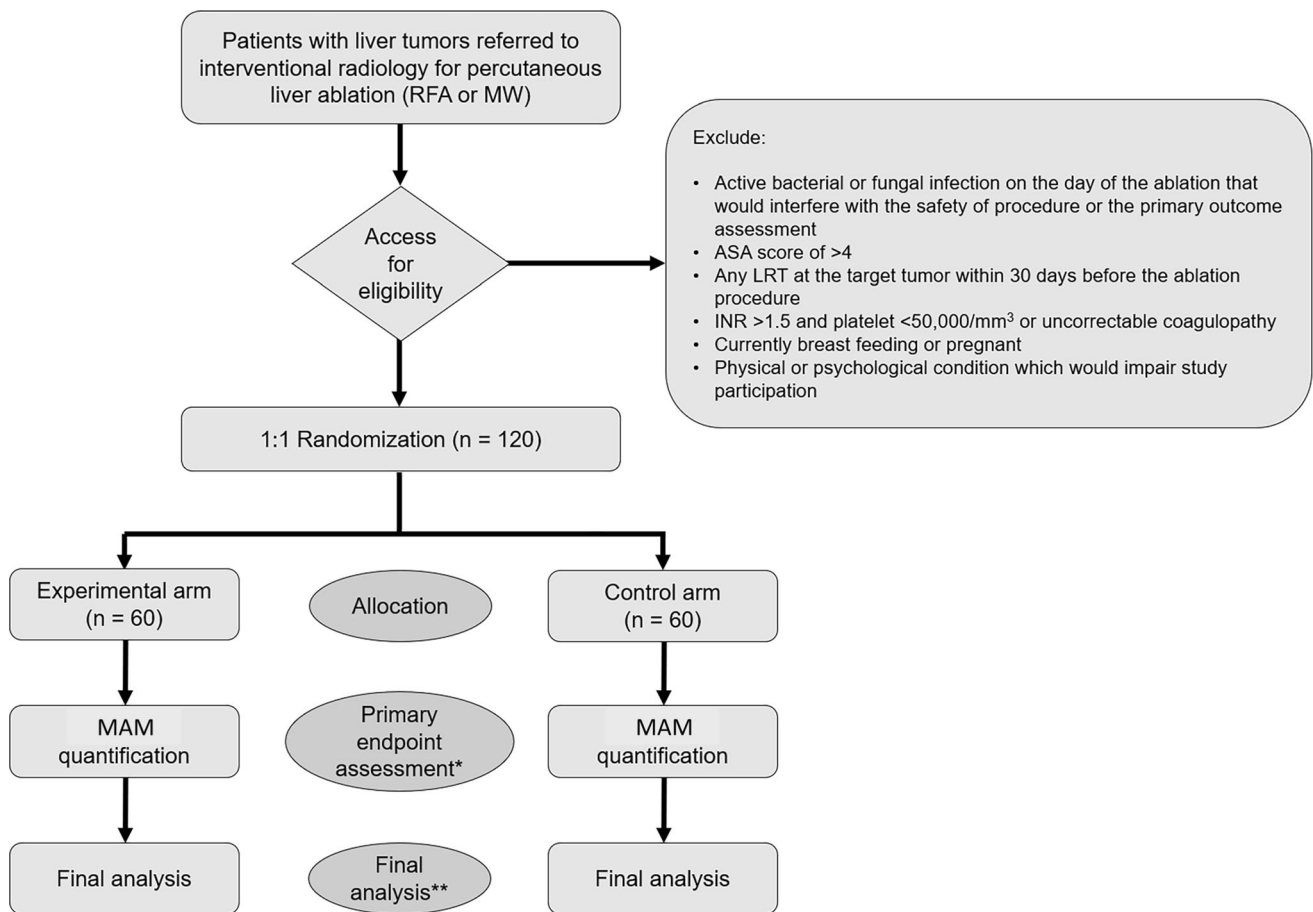 Patients with liver tumors referred to
interventional radiology for percutaneous
liver ablation (RFA or MW)
Exclude:
• Active bacterial or fungal infection on the day of the ablation that
would interfere with the safety of procedure or the primary outcome
assessment
• ASA score of >4
• Any LRT at the target tumor within 30 days before the ablation
procedure
• INR >1.5 and platelet <50,000/mm³ or uncorrectable coagulopathy
• Currently breast feeding or pregnant
• Physical or psychological condition which would impair study
participation
Access
for
eligibility
1:1 Randomization (n = 120)
Experimental arm
(n = 60)
Allocation
Control arm
(n = 60)
MAM
quantification
Primary
endpoint
assessment*
MAM
quantification
Final analysis
Final
analysis**
Final analysis